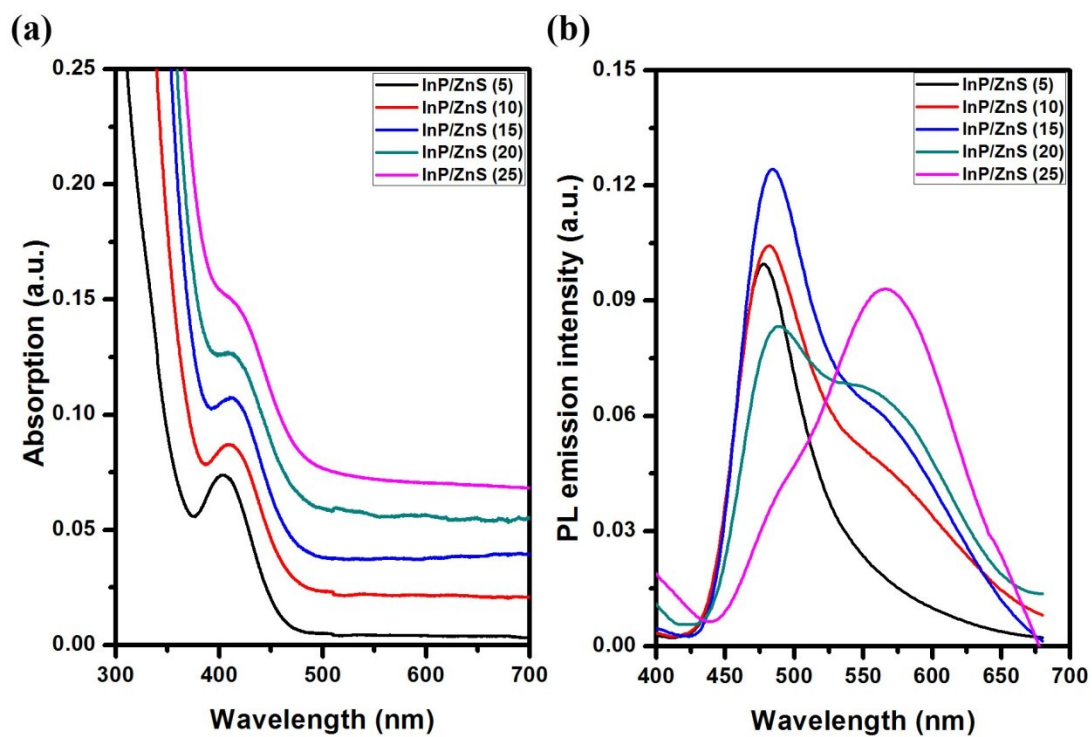 (a)
0.25
0.20
0.15
0.10
0.05
0.00
Absorption (a.u.)
InP/ZnS (5)
InP/ZnS (10)
InP/ZnS (15)
InP/ZnS (20)
InP/ZnS (25)
300 400 500 600 700
Wavelength (nm)
(b)
0.15
0.12
0.09
0.06
0.03
0.00
PL emission intensity (a.u.)
InP/ZnS (5)
InP/ZnS (10)
InP/ZnS (15)
InP/ZnS (20)
InP/ZnS (25)
400 450 500 550 600 650 700
Wavelength (nm)